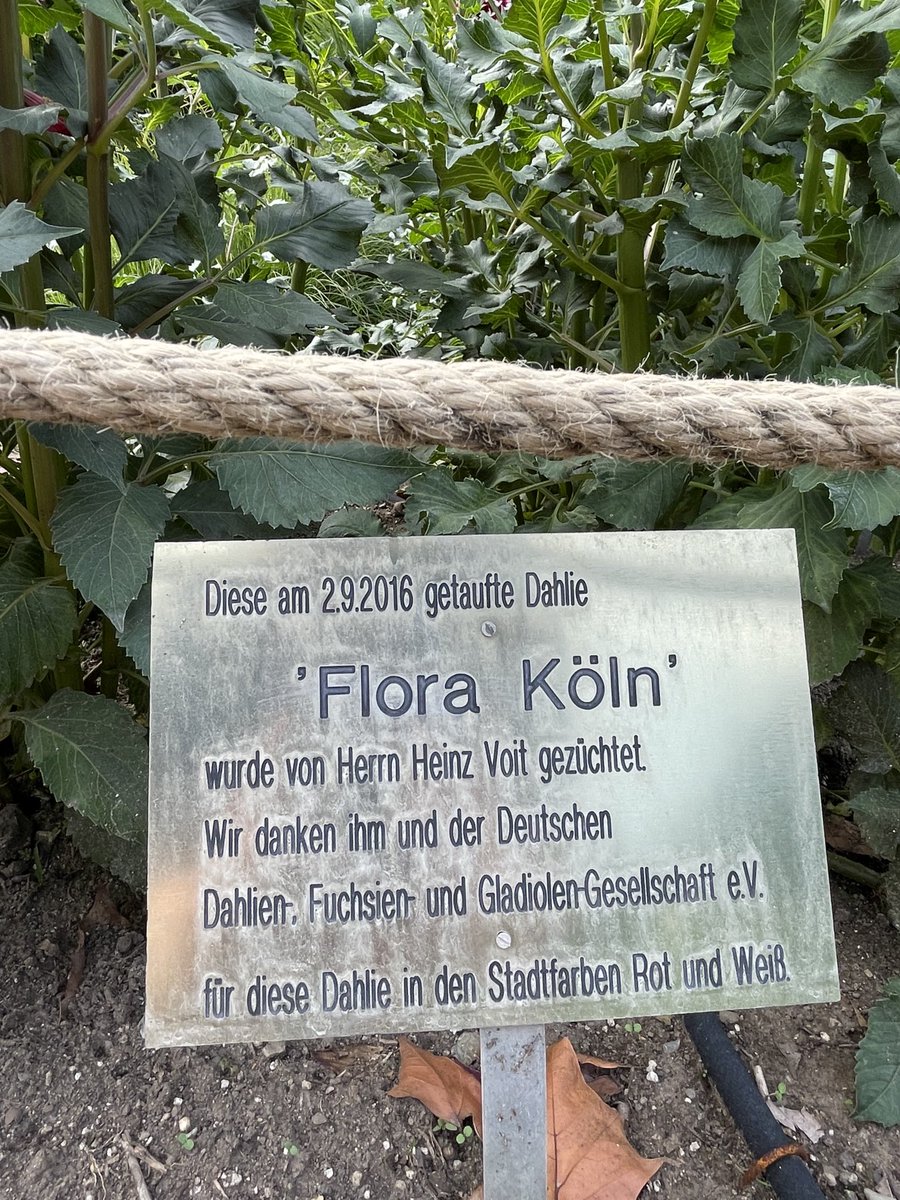 Diese am 2.9.2016 getaufte Dahlie
'Flora Köln'
wurde von Herrn Heinz Voit gezüchtet.
Wir danken ihm und der Deutschen
Dahlien-, Fuchsien- und Gladiolen-Gesellschaft e.V.
für diese Dahlie in den Stadtfarben Rot und Weiß.